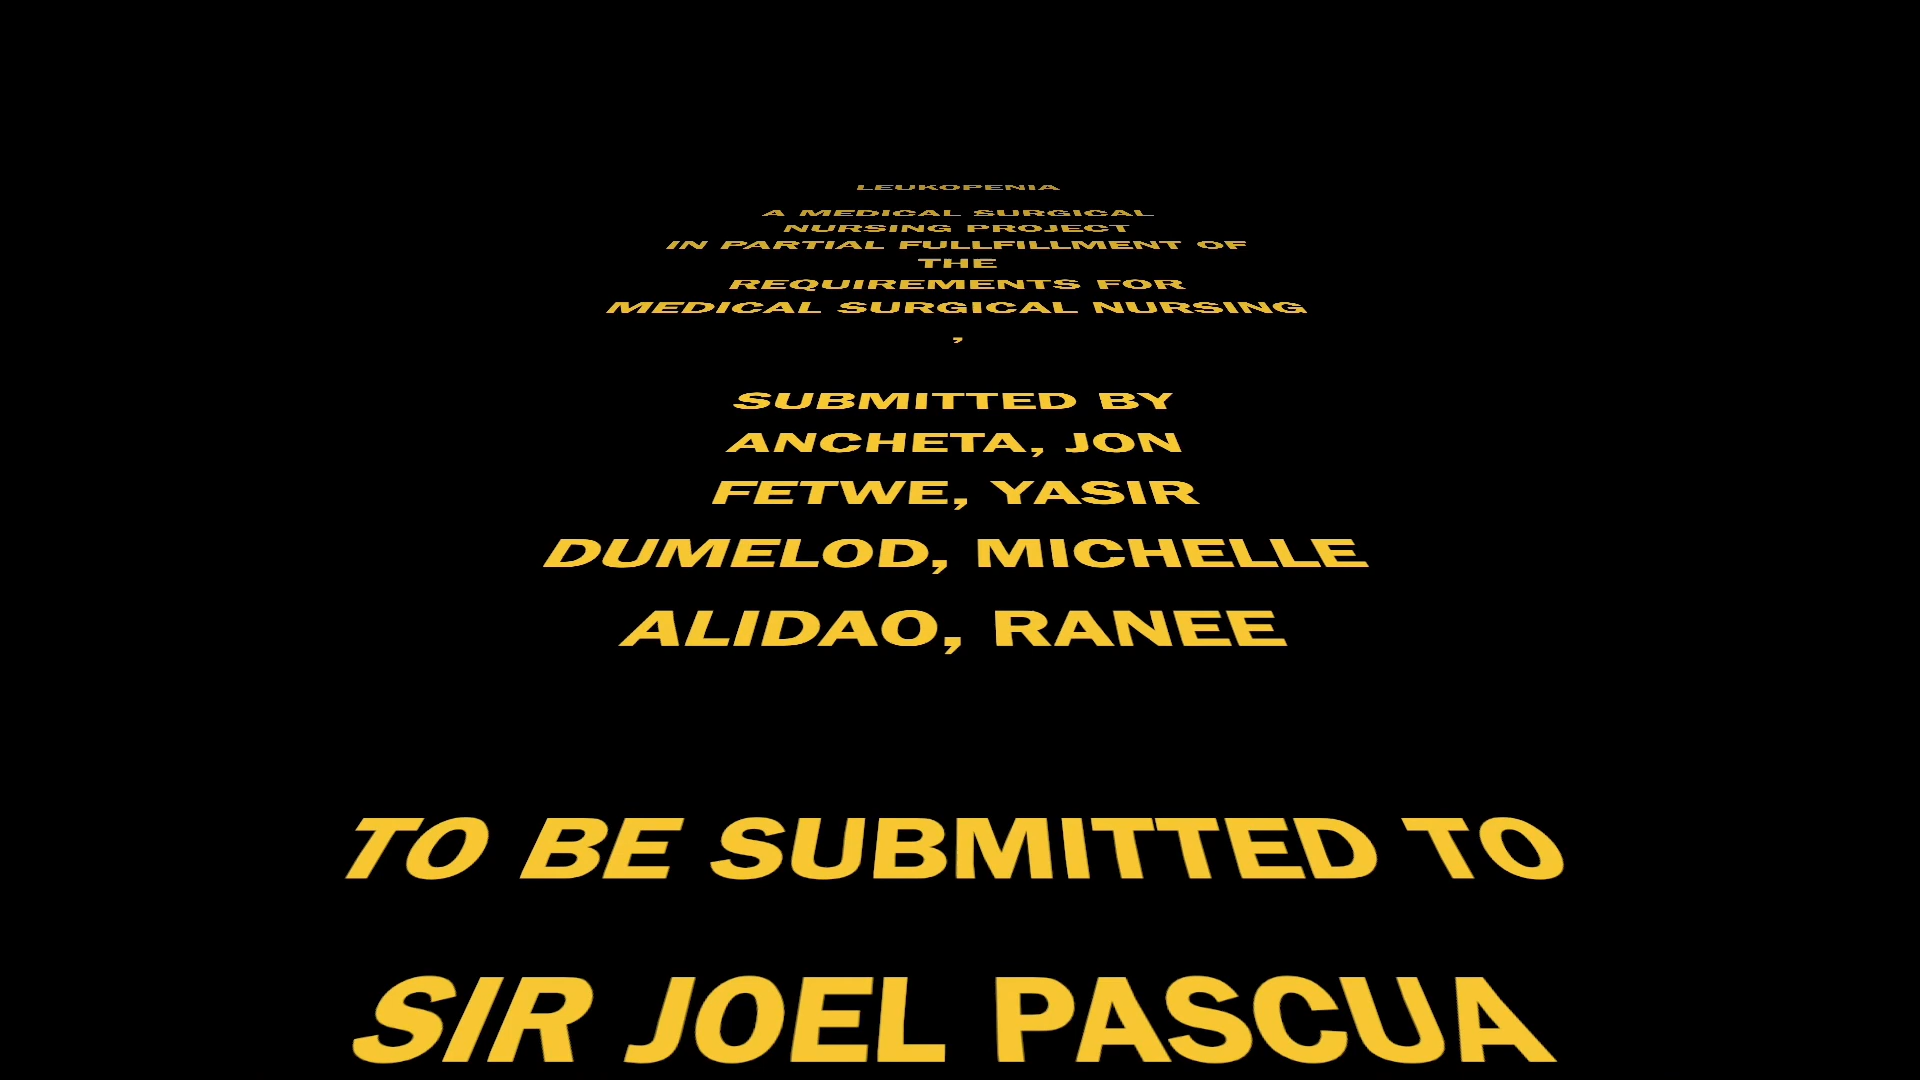 LEUKOPENIA
A MEDICAL SURGICAL
NURSING PROJECT
IN PARTIAL FULLFILLMENT OF
THE
REQUIREMENTS FOR
MEDICAL SURGICAL NURSING
,
SUBMITTED BY
ANCHETA, JON
FETWE, YASIR
DUMELOD, MICHELLE
ALIDAO, RANEE
TO BE SUBMITTED TO
SIR JOEL PASCUA